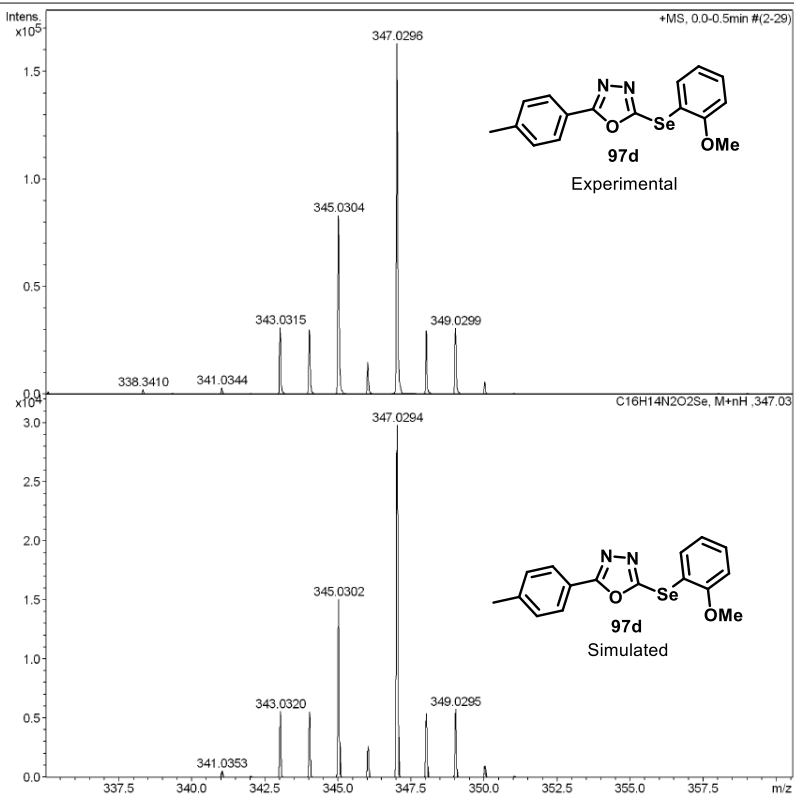 Intens.
x10⁵
+MS, 0.0-0.5min #(2-29)
347.0296
1.5
N N
O
Se
OMe
97d
Experimental
1.0
345.0304
0.5
343.0315
349.0299
338.3410
341.0344
0.0
x10⁴
C16H14N2O2Se, M+nH ,347.03
347.0294
3.0
2.5
2.0
N N
O
Se
OMe
97d
Simulated
345.0302
1.5
1.0
343.0320
349.0295
0.5
341.0353
0.0
337.5 340.0 342.5 345.0 347.5 350.0 352.5 355.0 357.5 m/z